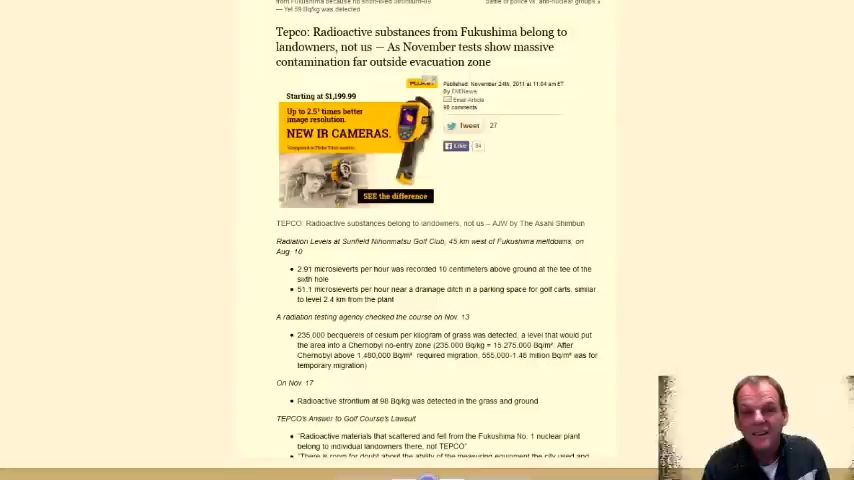 — Yet 59 Bq/kg was detected
Tepco: Radioactive substances from Fukushima belong to
landowners, not us — As November tests show massive
contamination far outside evacuation zone
FLUKE
Starting at $1,199.99
Up to 2.5 times better
image resolution.
NEW IR CAMERAS.
SEE the difference
Published: November 24th, 2011 at 11:04 am ET
By ENENews
Email Article
Tweet 27
Like
TEPCO: Radioactive substances belong to landowners, not us – AJW by The Asahi Shimbun
Radiation Levels at Sunfield Nihonmatsu Golf Club, 45 km west of Fukushima meltdowns, on
Aug. 10
2.91 microsieverts per hour was recorded 10 centimeters above ground at the tee of the
sixth hole
51.1 microsieverts per hour near a drainage ditch in a parking space for golf carts, similar
to level 2.4 km from the plant
A radiation testing agency checked the course on Nov. 13
235,000 becquerels of cesium per kilogram of grass was detected, a level that would put
the area into a Chernobyl no-entry zone (235,000 Bq/kg = 15,275,000 Bq/m². After
Chernobyl above 1,480,000 Bq/m² required migration, 555,000-1.48 million Bq/m² was for
temporary migration)
On Nov. 17
Radioactive strontium at 98 Bq/kg was detected in the grass and ground
TEPCO's Answer to Golf Course's Lawsuit
"Radioactive materials that scattered and fell from the Fukushima No. 1 nuclear plant
belong to individual landowners there, not TEPCO"
"There is room for doubt about the ability of the measuring equipment the city used and